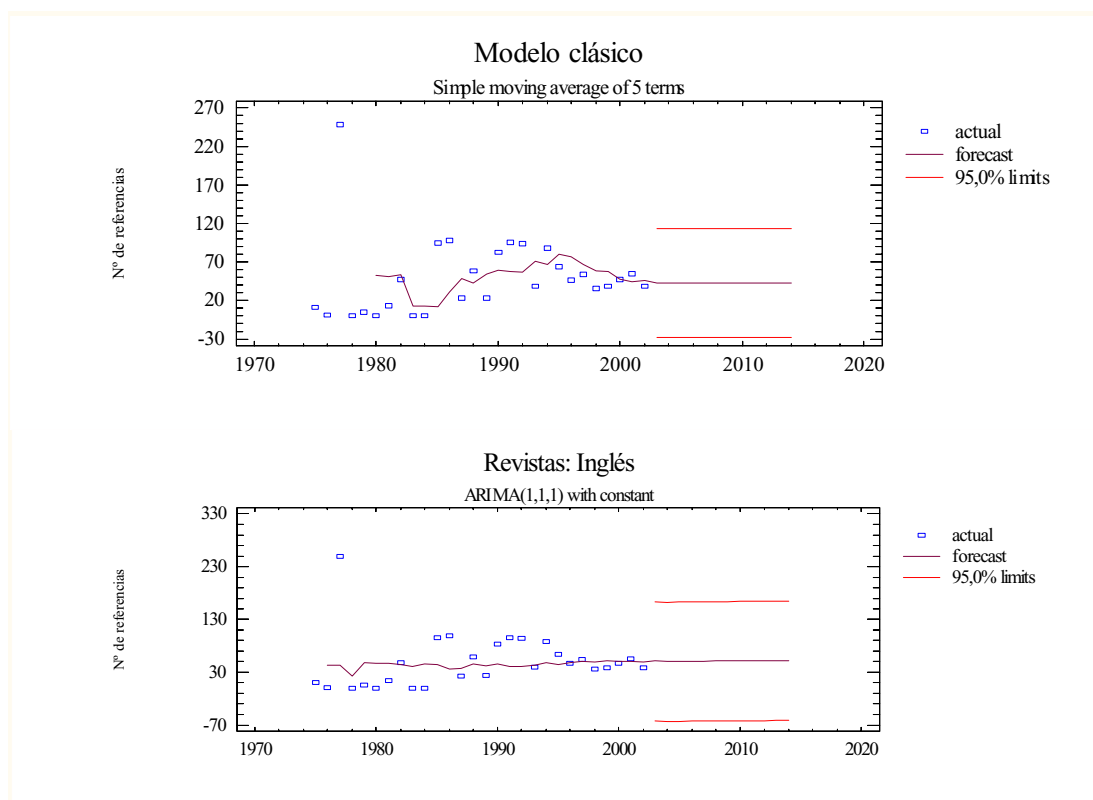 Modelo clásico
Simple moving average of 5 terms
270
220
170
120
70
20
-30
Nº de referencias
1970 1980 1990 2000 2010 2020
actual
forecast
95,0% limits
Revistas: Inglés
ARIMA(1,1,1) with constant
330
230
130
30
-70
Nº de referencias
1970 1980 1990 2000 2010 2020
actual
forecast
95,0% limits